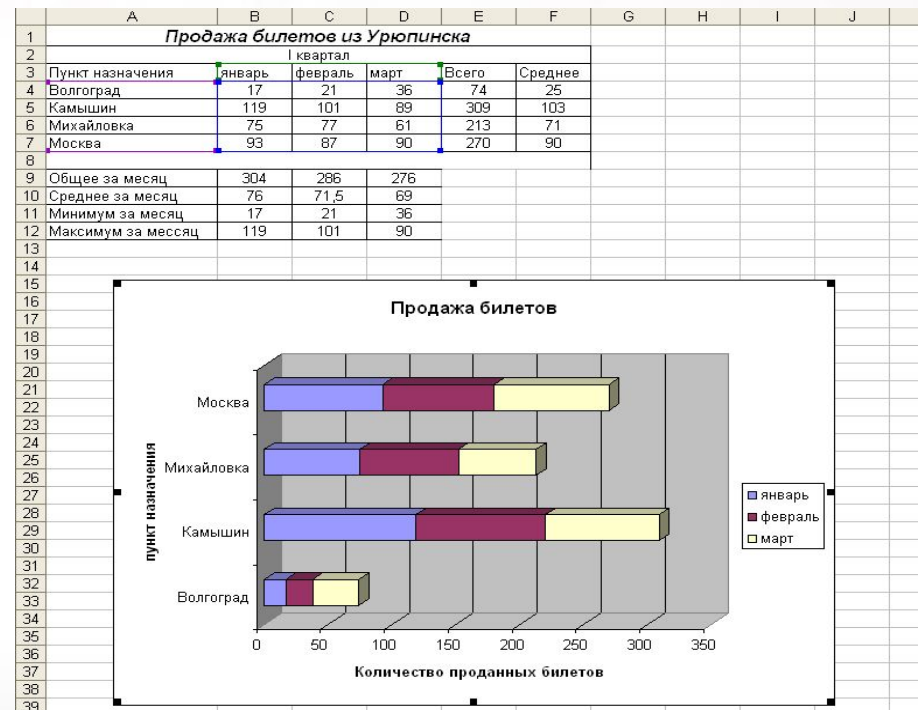 A B C D E F G H I J
1 Продажа билетов из Урюпинска
2 I квартал
3 Пункт назначения январь февраль март Всего Среднее
4 Волгоград 17 21 36 74 25
5 Камышин 119 101 89 309 103
6 Михайловка 75 77 61 213 71
7 Москва 93 87 90 270 90
8
9 Общее за месяц 304 286 276
10 Среднее за месяц 76 71,5 69
11 Минимум за месяц 17 21 36
12 Максимум за мессяц 119 101 90
13
14
15
16
17
18
19
20
21
22
23
24
25
26
27
28
29
30
31
32
33
34
35
36
37
38
39
Продажа билетов
пункт назначения
Москва
Михайловка
Камышин
Волгоград
0 50 100 150 200 250 300 350
Количество проданных билетов
январь
февраль
март